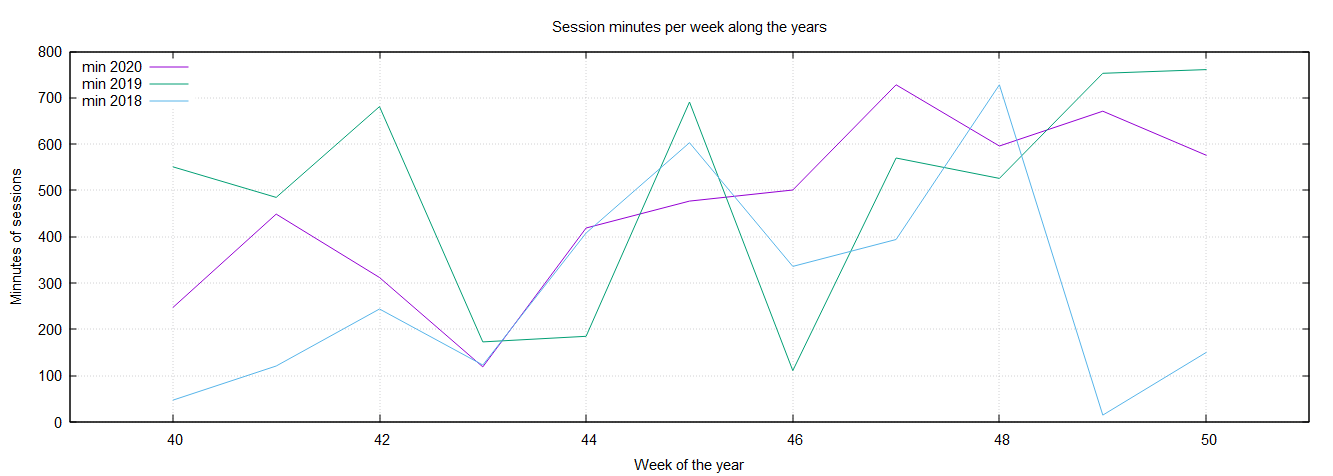 Session minutes per week along the years
800
700
600
500
400
300
200
100
0
min 2020
min 2019
min 2018
Minnutes of sessions
40 42 44 46 48 50
Week of the year